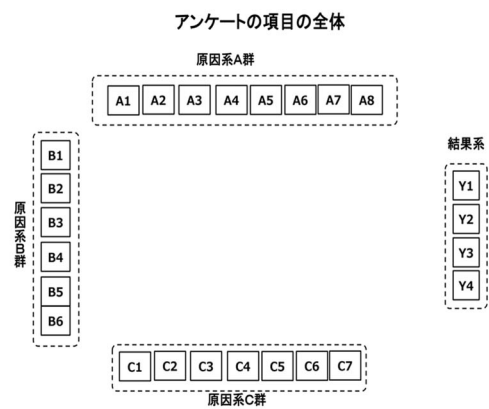 アンケートの項目の全体
原因系A群
A1 A2 A3 A4 A5 A6 A7 A8
原因系B群
B1
B2
B3
B4
B5
B6
結果系
Y1
Y2
Y3
Y4
C1 C2 C3 C4 C5 C6 C7
原因系C群